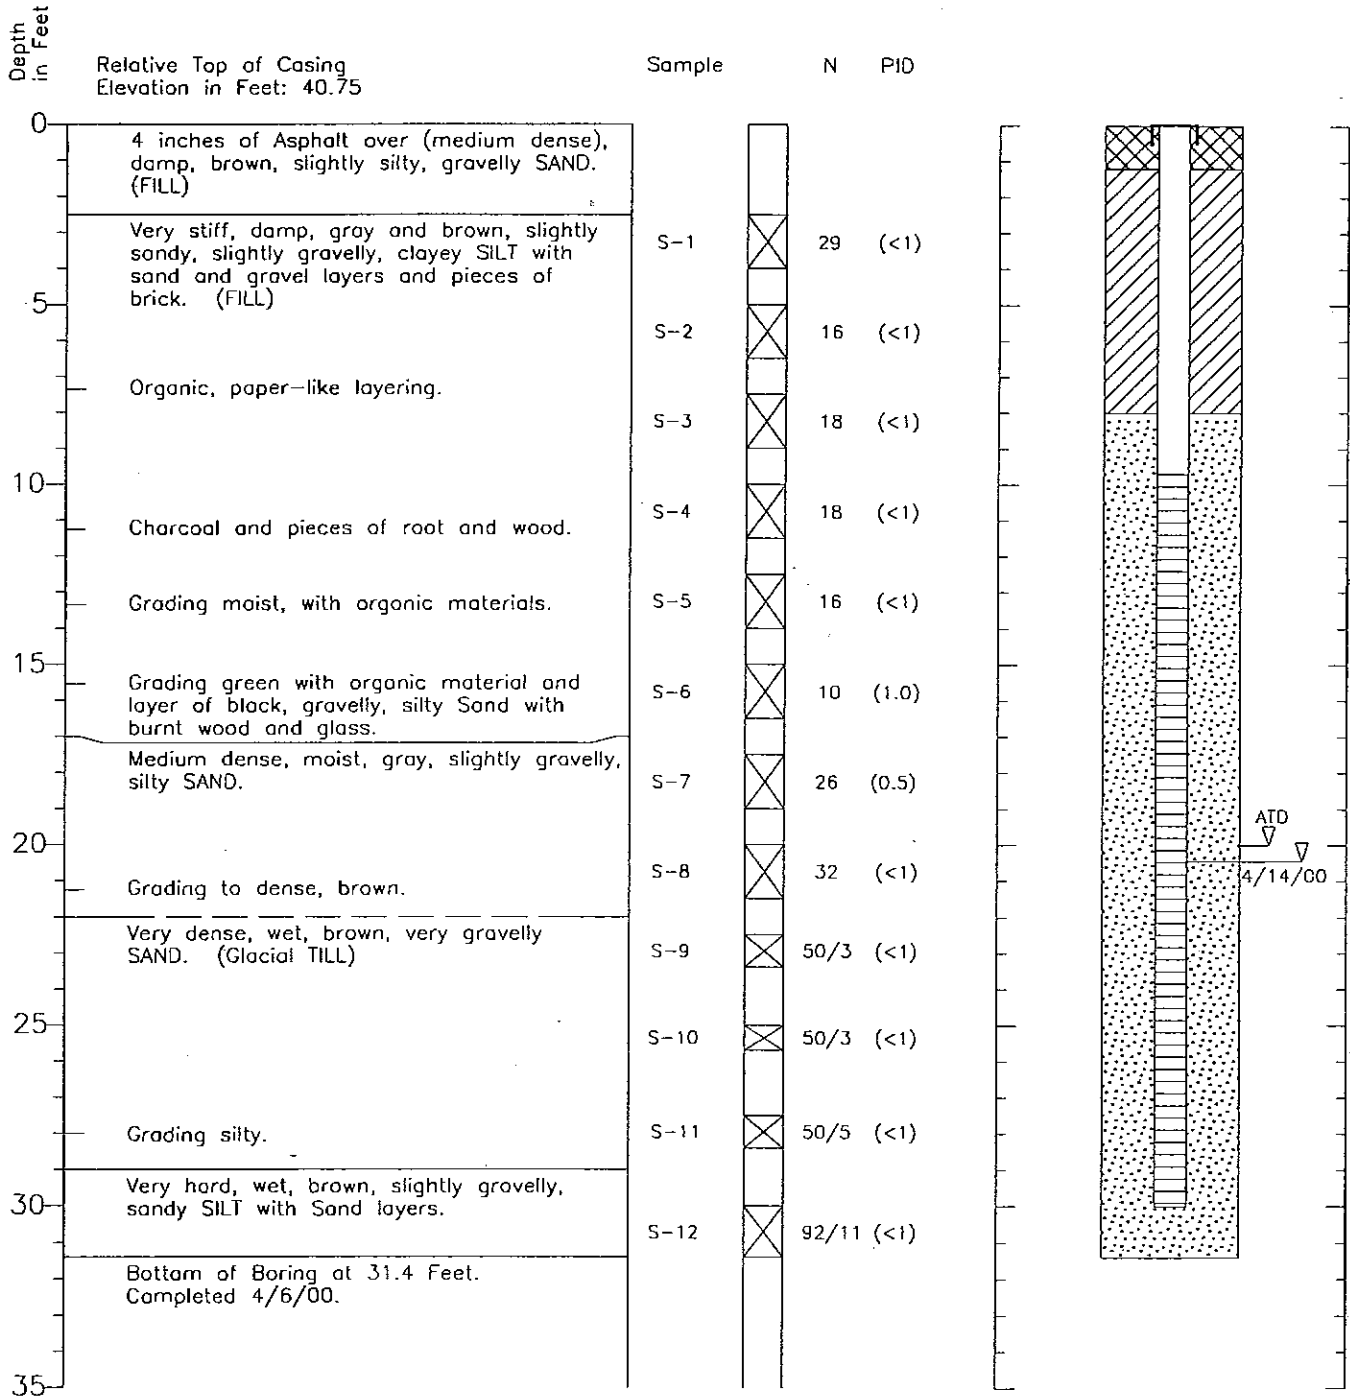 Depth
in Feet
Relative Top of Casing
Elevation in Feet: 40.75
Sample N PID
0
4 inches of Asphalt over (medium dense),
damp, brown, slightly silty, gravelly SAND.
(FILL)
Very stiff, damp, gray and brown, slightly
sandy, slightly gravelly, clayey SILT with
sand and gravel layers and pieces of
brick. (FILL)
S-1 29 (<1)
5
S-2 16 (<1)
Organic, paper-like layering.
S-3 18 (<1)
10
S-4 18 (<1)
Charcoal and pieces of root and wood.
Grading moist, with organic materials.
S-5 16 (<1)
15
Grading green with organic material and
layer of black, gravelly, silty Sand with
burnt wood and glass.
S-6 10 (1.0)
Medium dense, moist, gray, slightly gravelly,
silty SAND.
S-7 26 (0.5)
ATD
20
S-8 32 (<1)
4/14/00
Grading to dense, brown.
Very dense, wet, brown, very gravelly
SAND. (Glacial TILL)
S-9 50/3 (<1)
25
S-10 50/3 (<1)
Grading silty.
S-11 50/5 (<1)
Very hard, wet, brown, slightly gravelly,
sandy SILT with Sand layers.
30
S-12 92/11 (<1)
Bottom of Boring at 31.4 Feet.
Completed 4/6/00.
35